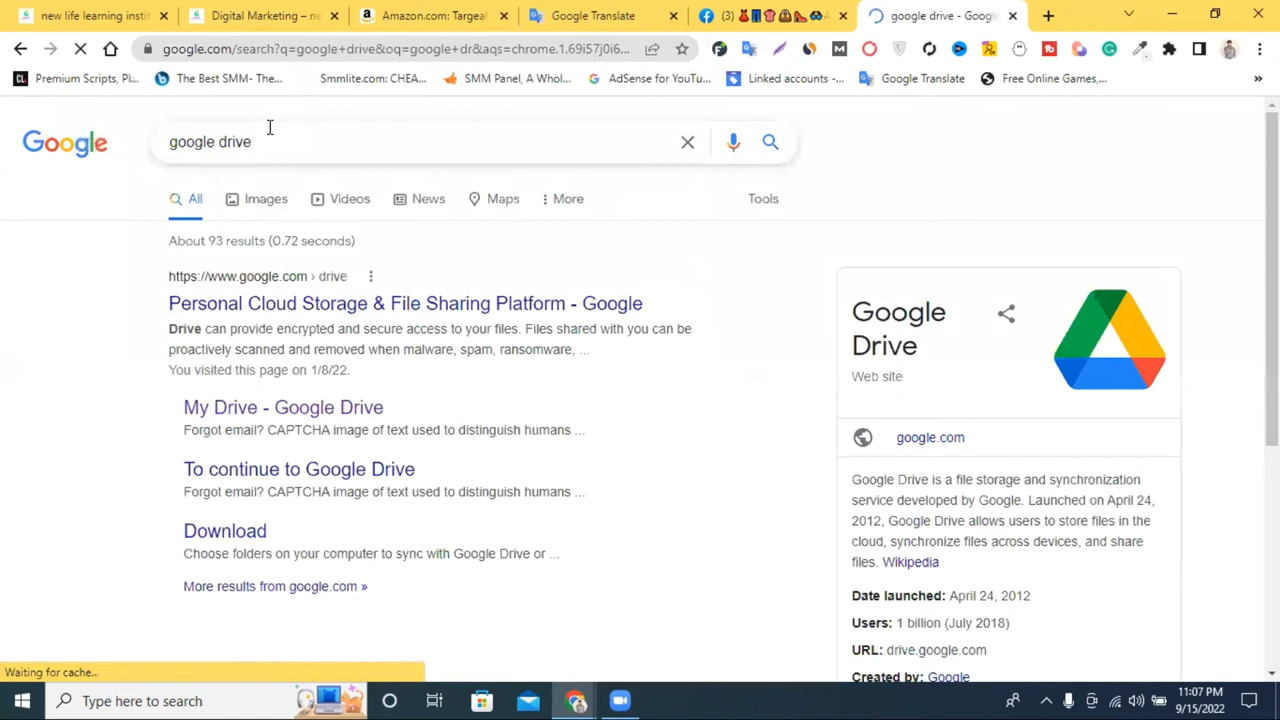 new life learning instit
Digital Marketing – ne
Amazon.com: Targeal
Google Translate
google drive - Goog
google.com/search?q=google+drive&oq=google+dr&aqs=chrome.1.69i57j0i6...
Premium Scripts, Pl...
The Best SMM- The...
Smmlite.com: CHEA...
SMM Panel, A Whol...
AdSense for YouTu...
Linked accounts -...
Google Translate
Free Online Games,...
»
Google
google drive
All
Images
Videos
News
Maps
More
Tools
About 93 results (0.72 seconds)
https://www.google.com › drive
Personal Cloud Storage & File Sharing Platform - Google
Drive can provide encrypted and secure access to your files. Files shared with you can be
proactively scanned and removed when malware, spam, ransomware, ...
You visited this page on 1/8/22.
My Drive - Google Drive
Forgot email? CAPTCHA image of text used to distinguish humans ...
To continue to Google Drive
Forgot email? CAPTCHA image of text used to distinguish humans ...
Download
Choose folders on your computer to sync with Google Drive or ...
More results from google.com »
Google
Drive
Web site
google.com
Google Drive is a file storage and synchronization
service developed by Google. Launched on April 24,
2012, Google Drive allows users to store files in the
cloud, synchronize files across devices, and share
files. Wikipedia
Date launched: April 24, 2012
Users: 1 billion (July 2018)
URL: drive.google.com
Created by: Google
Waiting for cache...
Type here to search
11:07 PM
9/15/2022